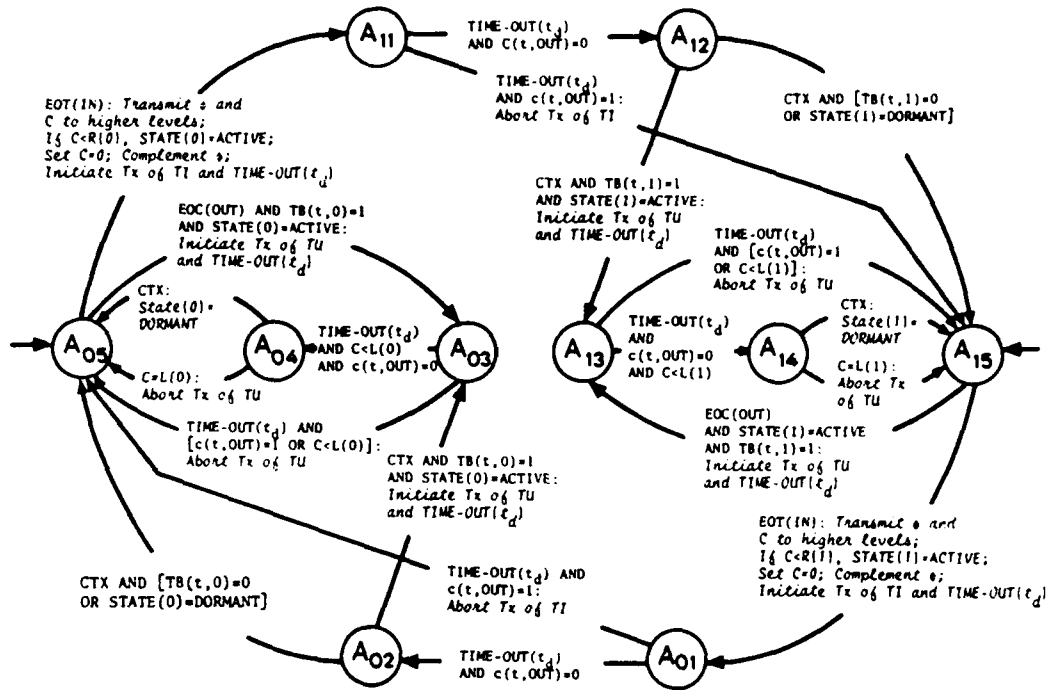 A11
TIME-OUT(td)
AND C(t,OUT)=0
A12
TIME-OUT(td)
AND c(t,OUT)=1:
Abort Tx of TI
EOT(IN): Transmit s and
C to higher levels;
If C<R(0), STATE(0)=ACTIVE;
Set C=0; Complement s;
Initiate Tx of TI and TIME-OUT(td)
CTX AND [TB(t,1)=0
OR STATE(1)=DORMANT]
EOC(OUT) AND TB(t,0)=1
AND STATE(0)=ACTIVE:
Initiate Tx of TU
and TIME-OUT(td)
CTX AND TB(t,1)=1
AND STATE(1)=ACTIVE:
Initiate Tx of TU
and TIME-OUT(td)
TIME-OUT(td)
AND [c(t,OUT)=1
OR C<L(1)]:
Abort Tx of TU
CTX:
State(0)=
DORMANT
A05
A04
TIME-OUT(td)
AND C<L(0)
AND c(t,OUT)=0
A03
C=L(0):
Abort Tx of TU
A13
TIME-OUT(td)
AND
c(t,OUT)=0
AND C<L(1)
A14
CTX:
State(1)=
DORMANT
C=L(1):
Abort Tx
of TU
A15
TIME-OUT(td) AND
[c(t,OUT)=1 OR C<L(0)]:
Abort Tx of TU
EOC(OUT)
AND STATE(1)=ACTIVE
AND TB(t,1)=1:
Initiate Tx of TU
and TIME-OUT(td)
CTX AND TB(t,0)=1
AND STATE(0)=ACTIVE:
Initiate Tx of TU
and TIME-OUT(td)
EOT(IN): Transmit s and
C to higher levels;
If C<R(1), STATE(1)=ACTIVE;
Set C=0; Complement s;
Initiate Tx of TI and TIME-OUT(td)
CTX AND [TB(t,0)=0
OR STATE(0)=DORMANT]
TIME-OUT(td) AND
c(t,OUT)=1:
Abort Tx of TI
A02
TIME-OUT(td)
AND c(t,OUT)=0
A01